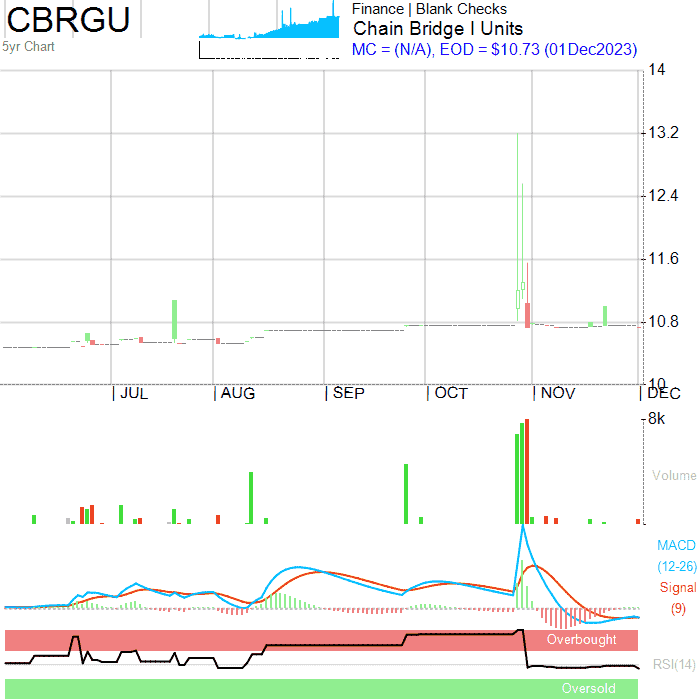 CBRGU
5yr Chart
Finance | Blank Checks
Chain Bridge I Units
MC = (N/A), EOD = $10.73 (01Dec2023)
14
13.2
12.4
11.6
10.8
10
JUL AUG SEP OCT NOV DEC
8k
Volume
MACD
(12-26)
Signal
(9)
Overbought
RSI(14)
Oversold